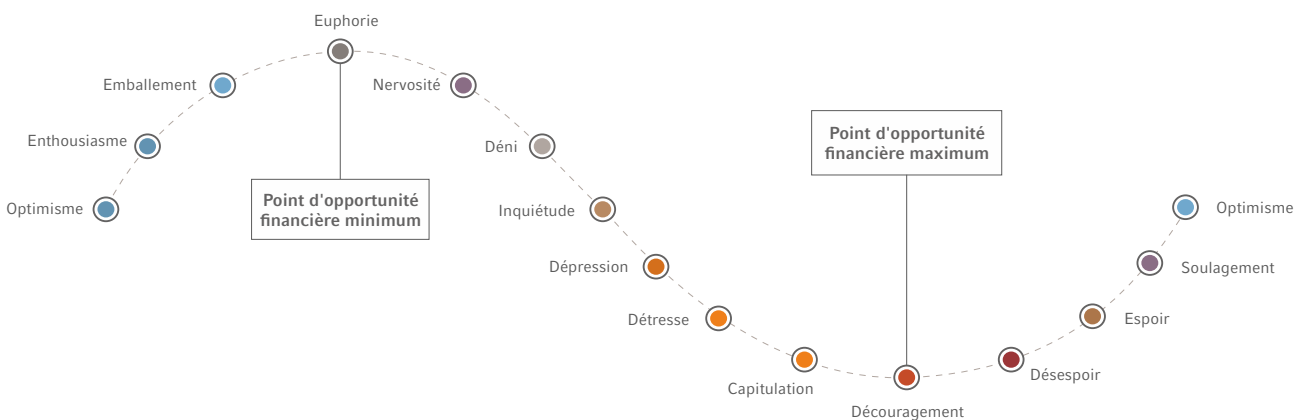 Euphorie
Emballement
Nervosité
Enthousiasme
Déni
Point d'opportunité
financière maximum
Optimisme
Point d'opportunité
financière minimum
Inquiétude
Optimisme
Dépression
Soulagement
Détresse
Espoir
Capitulation
Désespoir
Découragement